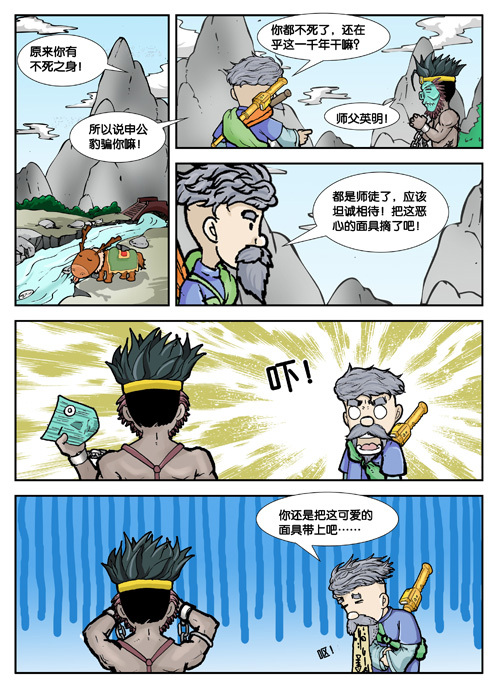 原来你有
不死之身！
所以说申公
豹骗你嘛！
你都不死了，还在
乎这一千年干嘛？
师父英明！
都是师徒了，应该
坦诚相待！把这恶
心的面具摘了吧！
吓！
你还是把这可爱的
面具带上吧……
呕！